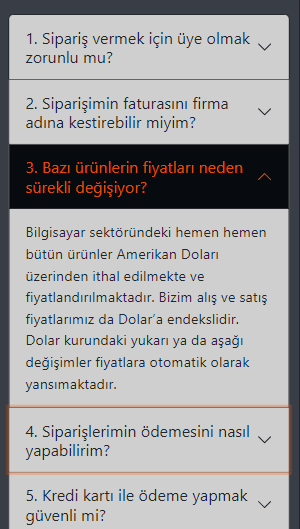 1. Sipariş vermek için üye olmak
zorunlu mu?
2. Siparişimin faturasını firma
adına kestirebilir miyim?
3. Bazı ürünlerin fiyatları neden
sürekli değişiyor?
Bilgisayar sektöründeki hemen hemen
bütün ürünler Amerikan Doları
üzerinden ithal edilmekte ve
fiyatlandırılmaktadır. Bizim alış ve satış
fiyatlarımız da Dolar’a endekslidir.
Dolar kurundaki yukarı ya da aşağı
değişimler fiyatlara otomatik olarak
yansımaktadır.
4. Siparişlerimin ödemesini nasıl
yapabilirim?
5. Kredi kartı ile ödeme yapmak
güvenli mi?